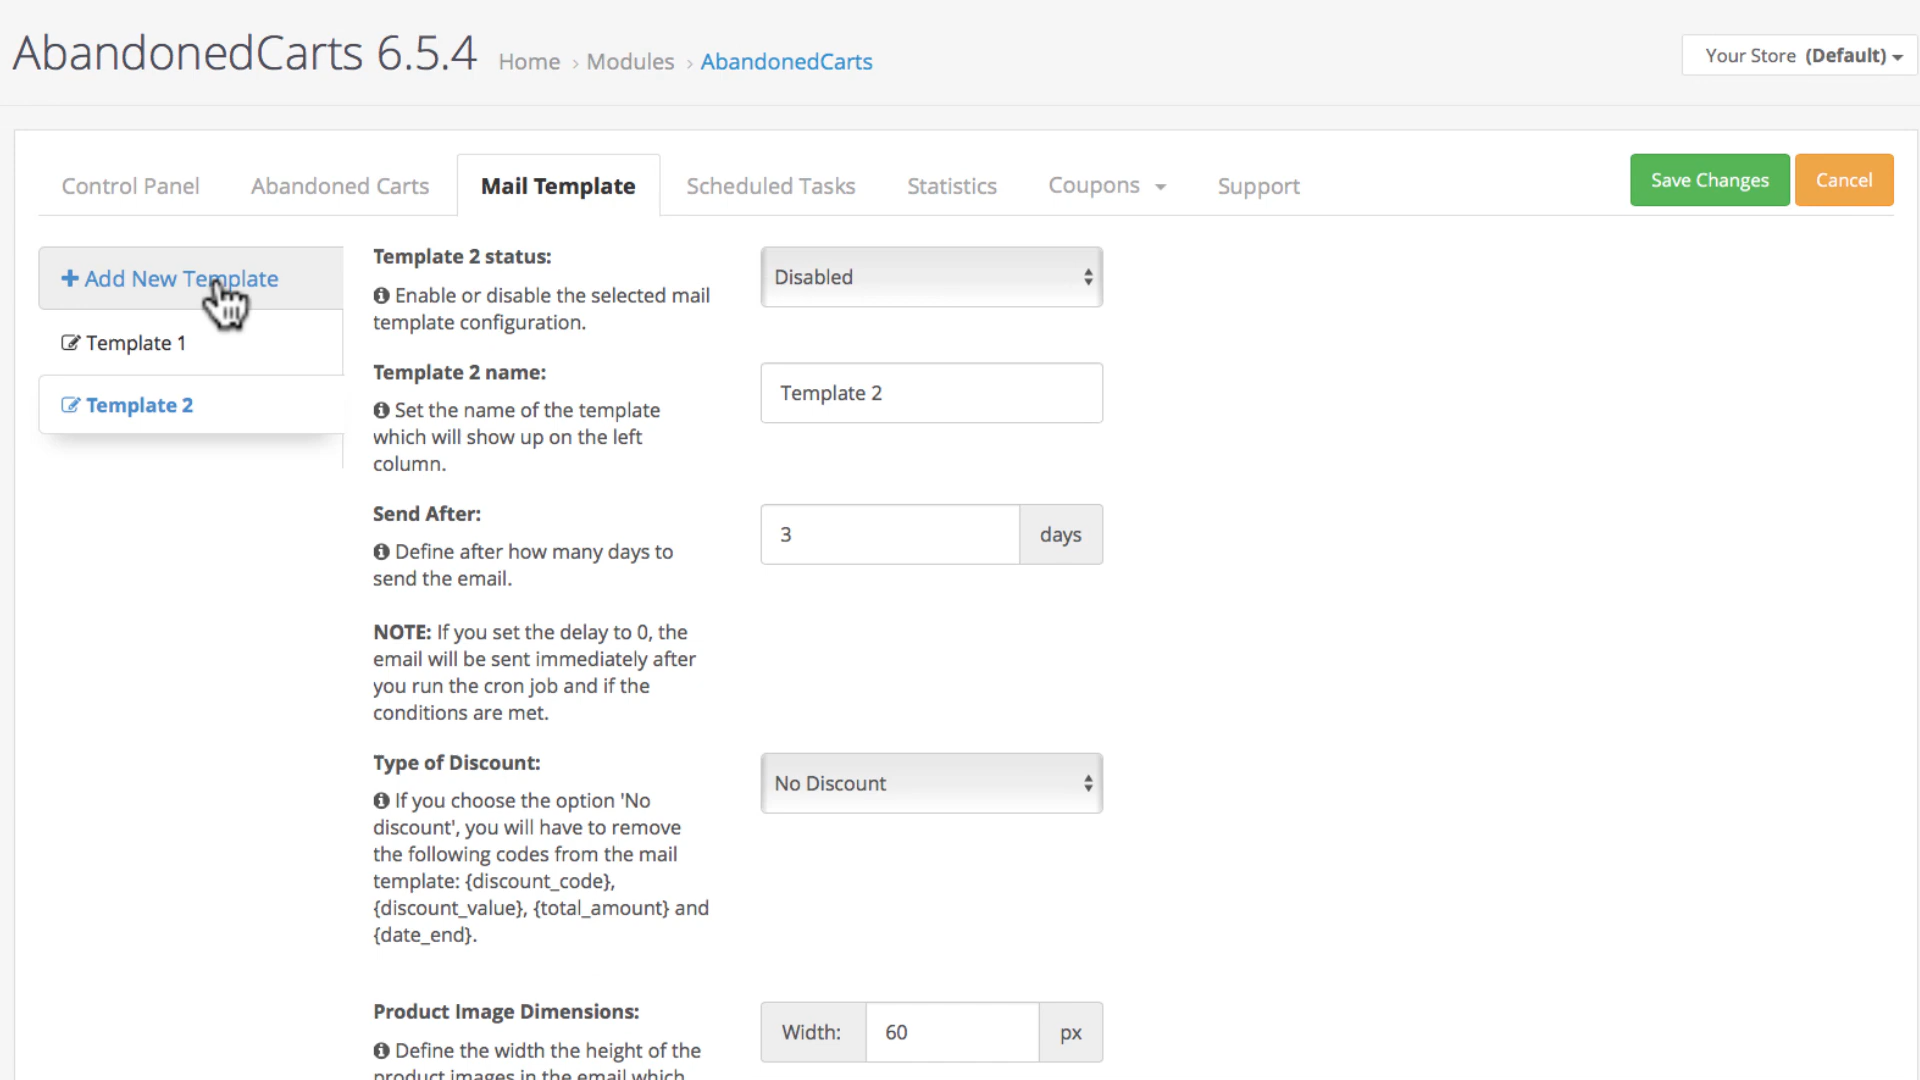 AbandonedCarts 6.5.4 Home › Modules › AbandonedCarts
Your Store (Default)
Control Panel Abandoned Carts Mail Template Scheduled Tasks Statistics Coupons Support
Save Changes Cancel
Add New Template
Template 1
Template 2
Template 2 status:
Enable or disable the selected mail
template configuration.
Disabled
Template 2 name:
Set the name of the template
which will show up on the left
column.
Template 2
Send After:
Define after how many days to
send the email.
NOTE: If you set the delay to 0, the
email will be sent immediately after
you run the cron job and if the
conditions are met.
3 days
Type of Discount:
If you choose the option 'No
discount', you will have to remove
the following codes from the mail
template: {discount_code},
{discount_value}, {total_amount} and
{date_end}.
No Discount
Product Image Dimensions:
Define the width the height of the
product images in the email which
Width: 60 px